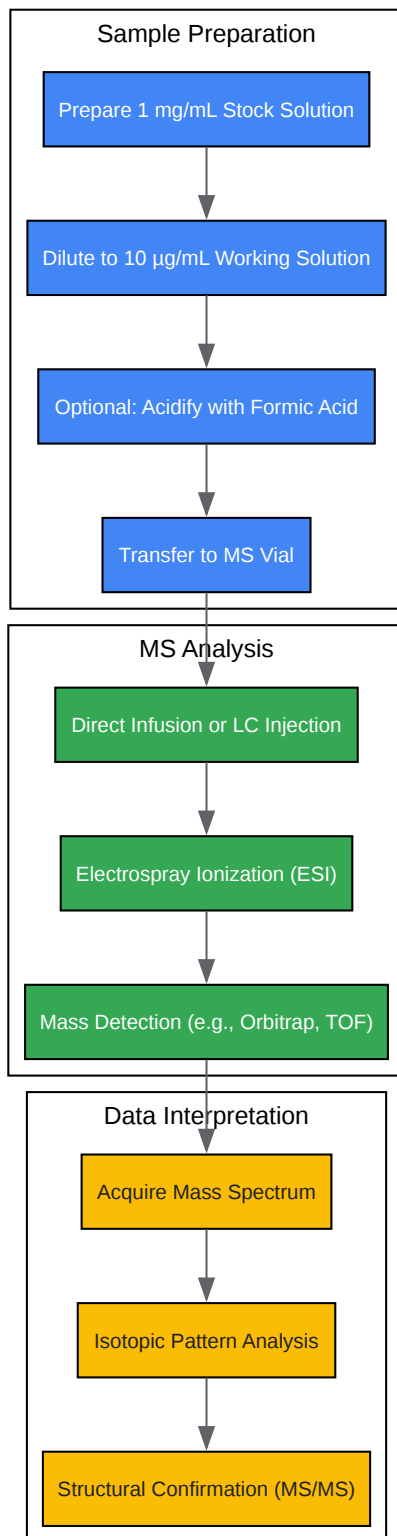 Sample Preparation
Prepare 1 mg/mL Stock Solution
Dilute to 10 µg/mL Working Solution
Optional: Acidify with Formic Acid
Transfer to MS Vial
MS Analysis
Direct Infusion or LC Injection
Electrospray Ionization (ESI)
Mass Detection (e.g., Orbitrap, TOF)
Data Interpretation
Acquire Mass Spectrum
Isotopic Pattern Analysis
Structural Confirmation (MS/MS)